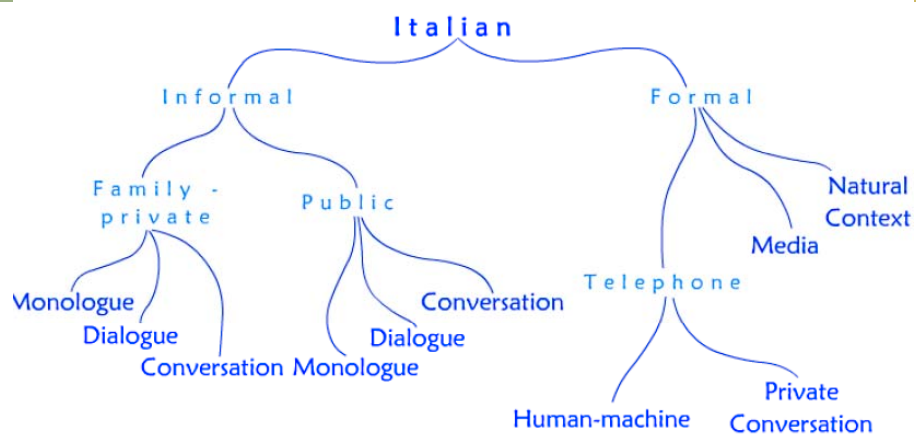 Italian
Informal
Formal
Family -
private
Public
Natural
Context
Media
Telephone
Monologue
Dialogue
Conversation
Monologue
Dialogue
Conversation
Human-machine
Private
Conversation